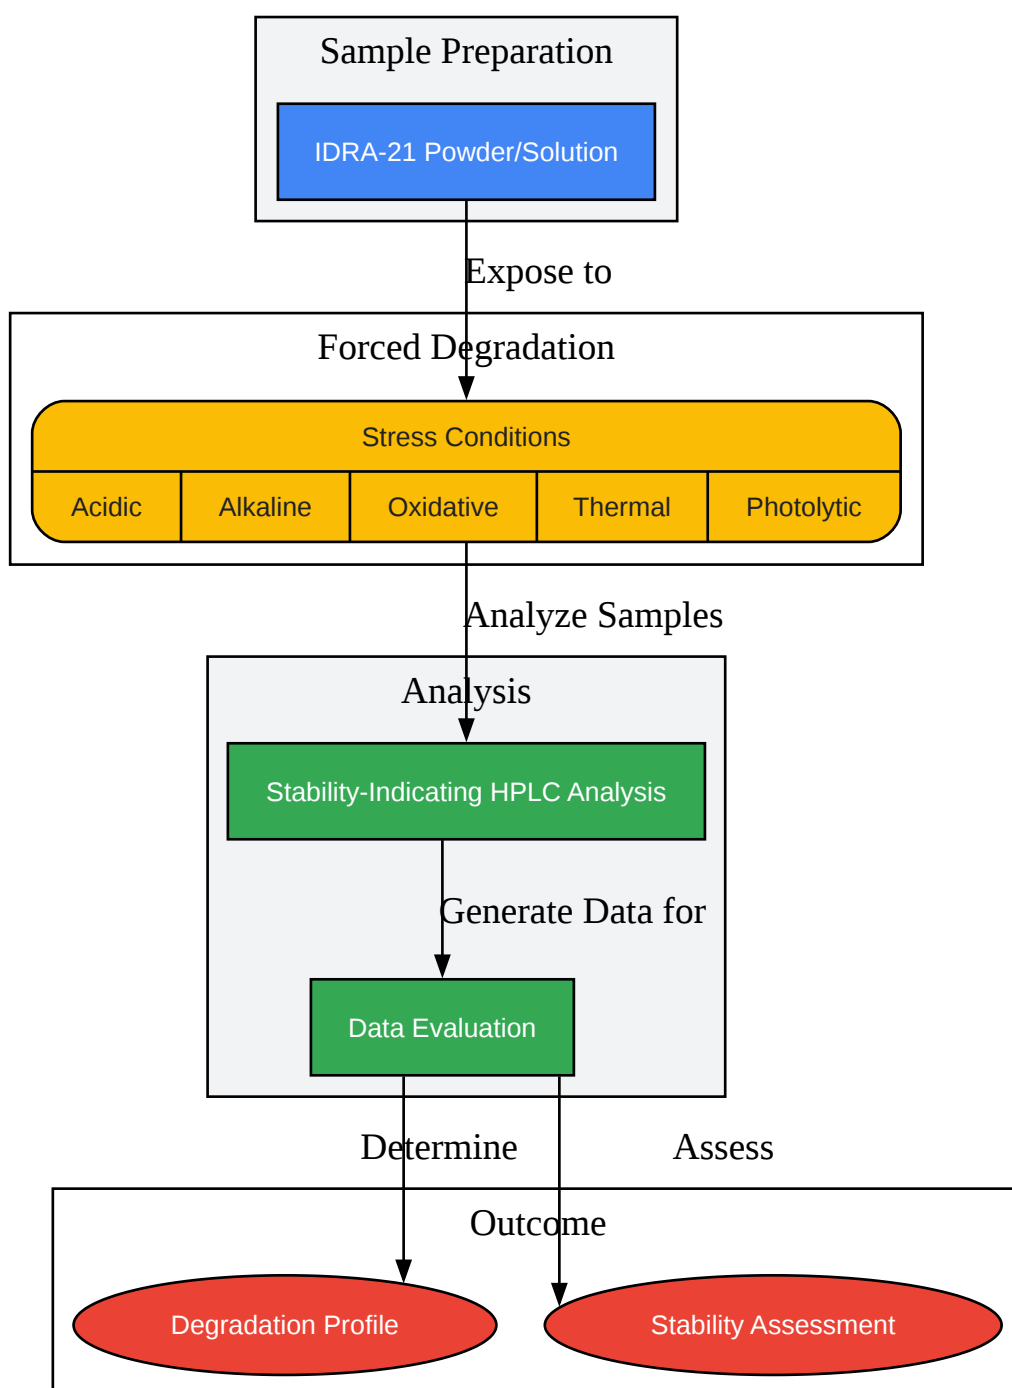 Sample Preparation
IDRA-21 Powder/Solution
Expose to
Forced Degradation
Stress Conditions
Acidic
Alkaline
Oxidative
Thermal
Photolytic
Analyze Samples
Analysis
Stability-Indicating HPLC Analysis
Generate Data for
Data Evaluation
Determine
Assess
Outcome
Degradation Profile
Stability Assessment